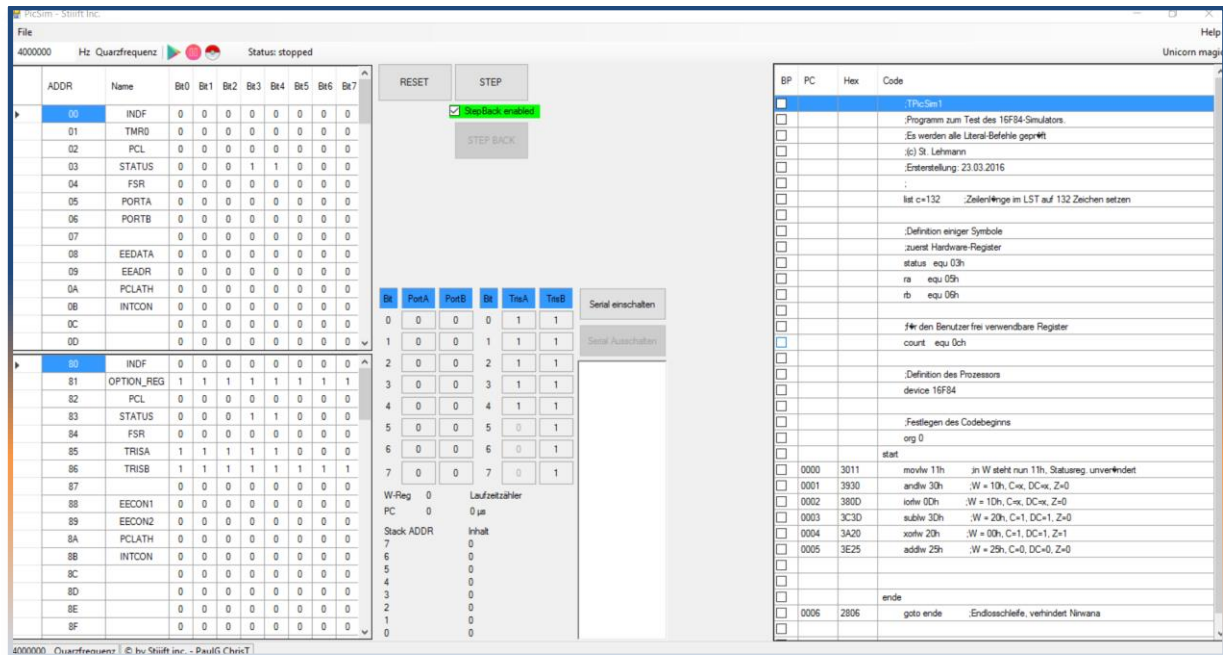 PicSim - Stiift Inc.
File Help
4000000 Hz Quarzfrequenz Status: stopped Unicorn magic
ADDR Name Bit0 Bit1 Bit2 Bit3 Bit4 Bit5 Bit6 Bit7
00 INDF 0 0 0 0 0 0 0 0
01 TMR0 0 0 0 0 0 0 0 0
02 PCL 0 0 0 0 0 0 0 0
03 STATUS 0 0 0 1 1 0 0 0
04 FSR 0 0 0 0 0 0 0 0
05 PORTA 0 0 0 0 0 0 0 0
06 PORTB 0 0 0 0 0 0 0 0
07 0 0 0 0 0 0 0 0
08 EEDATA 0 0 0 0 0 0 0 0
09 EEADR 0 0 0 0 0 0 0 0
0A PCLATH 0 0 0 0 0 0 0 0
0B INTCON 0 0 0 0 0 0 0 0
0C 0 0 0 0 0 0 0 0
0D 0 0 0 0 0 0 0 0
80 INDF 0 0 0 0 0 0 0 0
81 OPTION_REG 1 1 1 1 1 1 1 1
82 PCL 0 0 0 0 0 0 0 0
83 STATUS 0 0 0 1 1 0 0 0
84 FSR 0 0 0 0 0 0 0 0
85 TRISA 1 1 1 1 1 0 0 0
86 TRISB 1 1 1 1 1 1 1 1
87 0 0 0 0 0 0 0 0
88 EECON1 0 0 0 0 0 0 0 0
89 EECON2 0 0 0 0 0 0 0 0
8A PCLATH 0 0 0 0 0 0 0 0
8B INTCON 0 0 0 0 0 0 0 0
8C 0 0 0 0 0 0 0 0
8D 0 0 0 0 0 0 0 0
8E 0 0 0 0 0 0 0 0
8F 0 0 0 0 0 0 0 0
RESET STEP
StepBack enabled
STEP BACK
Bit PortA PortB Bit TrisA TrisB
0 0 0 0 1 1
1 0 0 1 1 1
2 0 0 2 1 1
3 0 0 3 1 1
4 0 0 4 1 1
5 0 0 5 0 1
6 0 0 6 0 1
7 0 0 7 0 1
Serial einschalten
Serial Ausschalten
W-Reg 0 Laufzeitzähler
PC 0 0 µs
Stack ADDR Inhalt
7 0
6 0
5 0
4 0
3 0
2 0
1 0
0 0
BP PC Hex Code
;TPicSim1
;Programm zum Test des 16F84-Simulators.
;Es werden alle Literal-Befehle gepr�ft
;(c) St. Lehmann
;Ersterstellung: 23.03.2016
;
list c=132 ;Zeilenl�nge im LST auf 132 Zeichen setzen
;Definition einiger Symbole
;zuerst Hardware-Register
status equ 03h
ra equ 05h
rb equ 06h
;f�r den Benutzer frei verwendbare Register
count equ 0ch
;Definition des Prozessors
device 16F84
;Festlegen des Codebeginns
org 0
start
0000 3011 movlw 11h ;in W steht nun 11h, Statusreg. unver�ndert
0001 3930 andlw 30h ;W = 10h, C=x, DC=x, Z=0
0002 380D iorlw 0Dh ;W = 1Dh, C=x, DC=x, Z=0
0003 3C3D sublw 3Dh ;W = 20h, C=1, DC=1, Z=0
0004 3A20 xorlw 20h ;W = 00h, C=1, DC=1, Z=1
0005 3E25 addlw 25h ;W = 25h, C=0, DC=0, Z=0
ende
0006 2806 goto ende ;Endlosschleife, verhindert Nirwana
4000000 Quarzfrequenz © by Stiift inc. - PaulG ChrisT